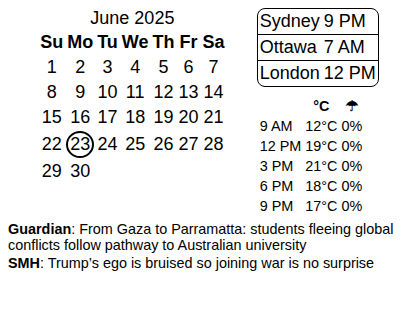 June 2025
Su Mo Tu We Th Fr Sa
1 2 3 4 5 6 7
8 9 10 11 12 13 14
15 16 17 18 19 20 21
22 23 24 25 26 27 28
29 30
Sydney 9 PM
Ottawa 7 AM
London 12 PM
°C ☂
9 AM 12°C 0%
12 PM 19°C 0%
3 PM 21°C 0%
6 PM 18°C 0%
9 PM 17°C 0%
Guardian: From Gaza to Parramatta: students fleeing global
conflicts follow pathway to Australian university
SMH: Trump's ego is bruised so joining war is no surprise